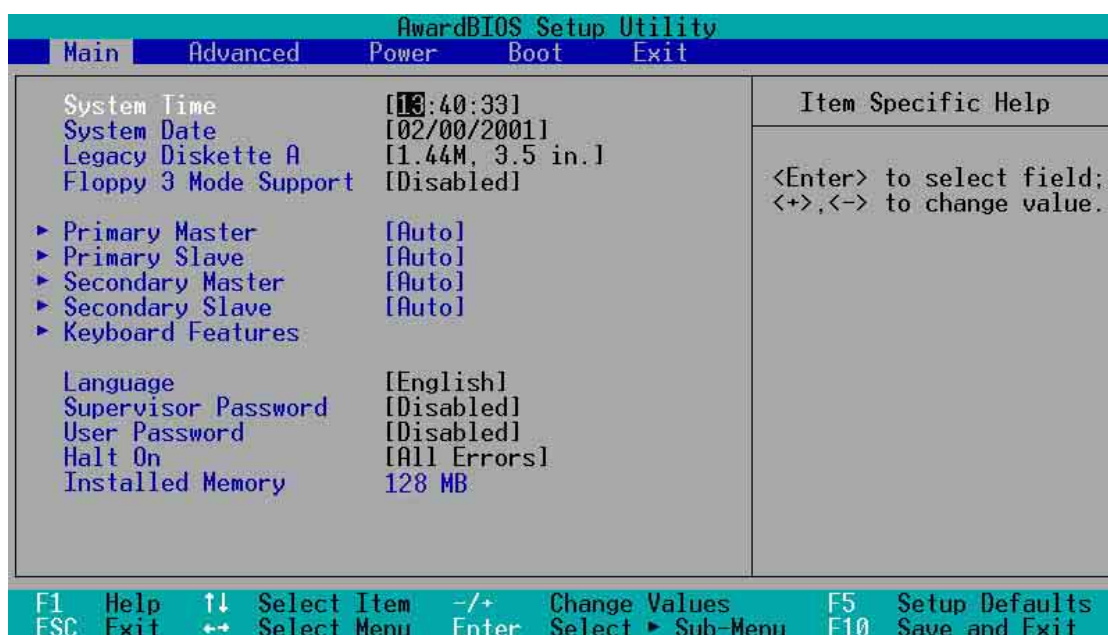 AwardBIOS Setup Utility
Main Advanced Power Boot Exit
System Time [13:40:33]
System Date [02/00/2001]
Legacy Diskette A [1.44M, 3.5 in.]
Floppy 3 Mode Support [Disabled]
▶ Primary Master [Auto]
▶ Primary Slave [Auto]
▶ Secondary Master [Auto]
▶ Secondary Slave [Auto]
▶ Keyboard Features
Language [English]
Supervisor Password [Disabled]
User Password [Disabled]
Halt On [All Errors]
Installed Memory 128 MB
Item Specific Help
<Enter> to select field;
<+>,<-> to change value.
F1 Help ↑↓ Select Item -/+ Change Values F5 Setup Defaults
ESC Exit ←→ Select Menu Enter Select ▶ Sub-Menu F10 Save and Exit